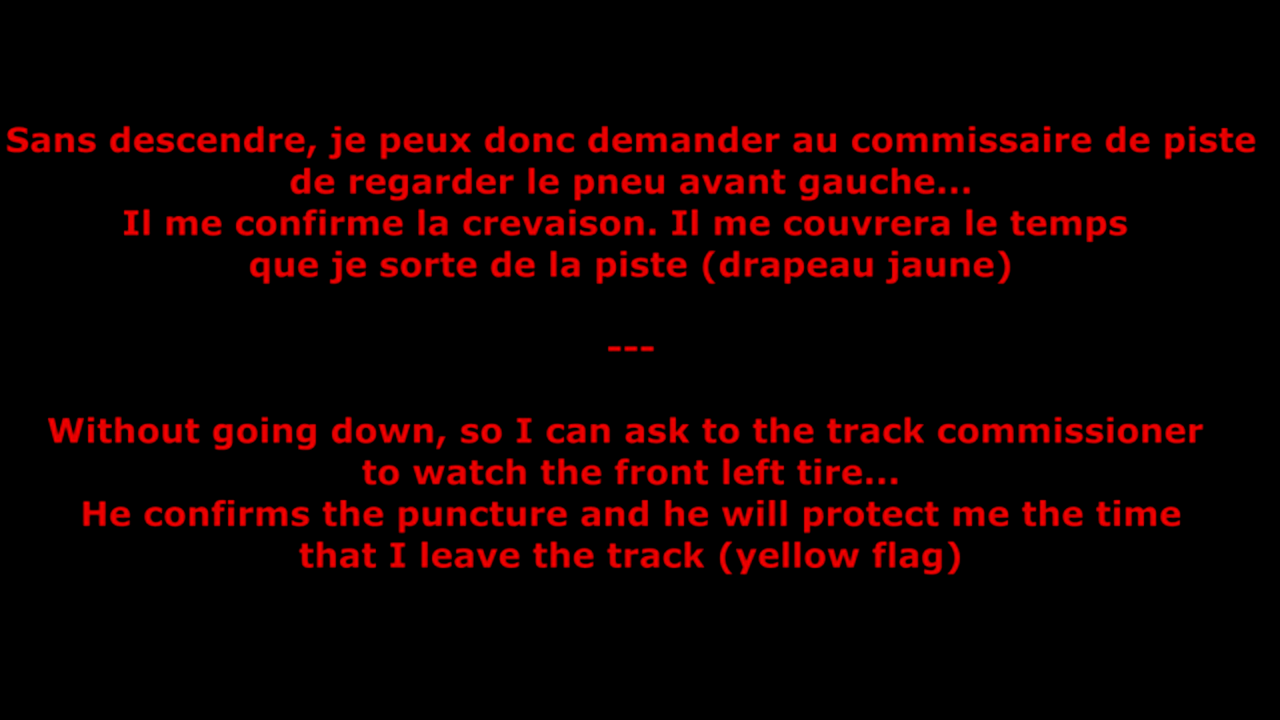 Sans descendre, je peux donc demander au commissaire de piste
de regarder le pneu avant gauche...
Il me confirme la crevaison. Il me couvrera le temps
que je sorte de la piste (drapeau jaune)
---
Without going down, so I can ask to the track commissioner
to watch the front left tire...
He confirms the puncture and he will protect me the time
that I leave the track (yellow flag)